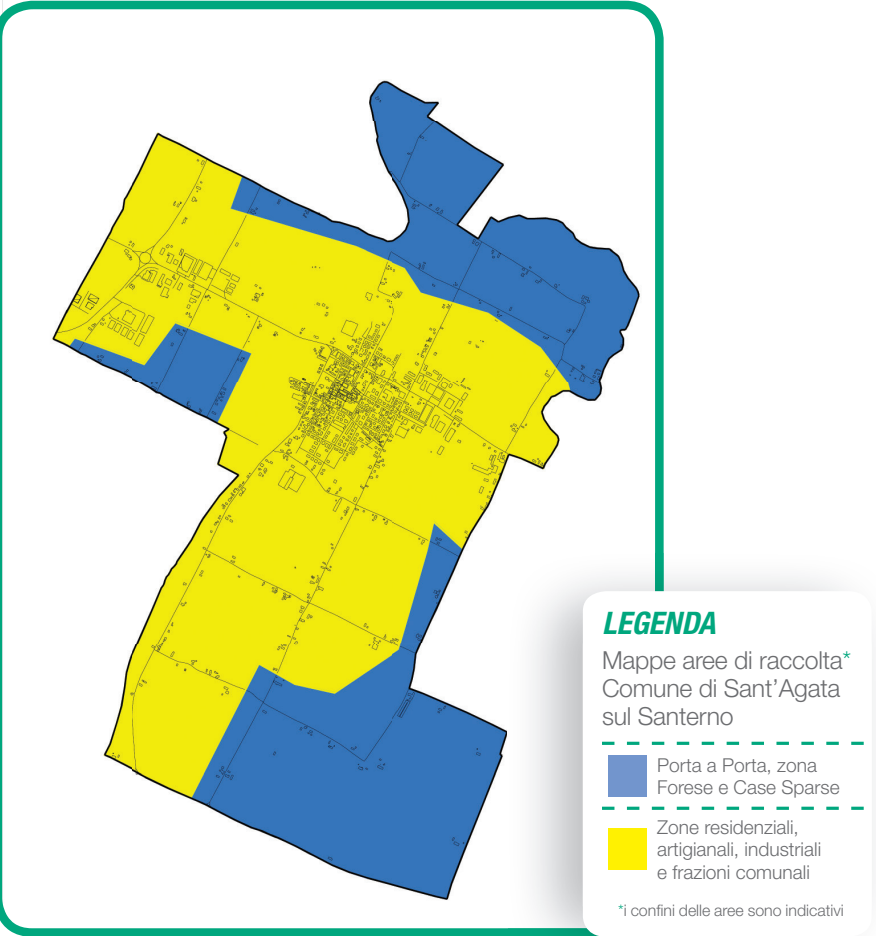 LEGENDA
Mappe aree di raccolta*
Comune di Sant'Agata
sul Santerno
Porta a Porta, zona
Forese e Case Sparse
Zone residenziali,
artigianali, industriali
e frazioni comunali
*i confini delle aree sono indicativi